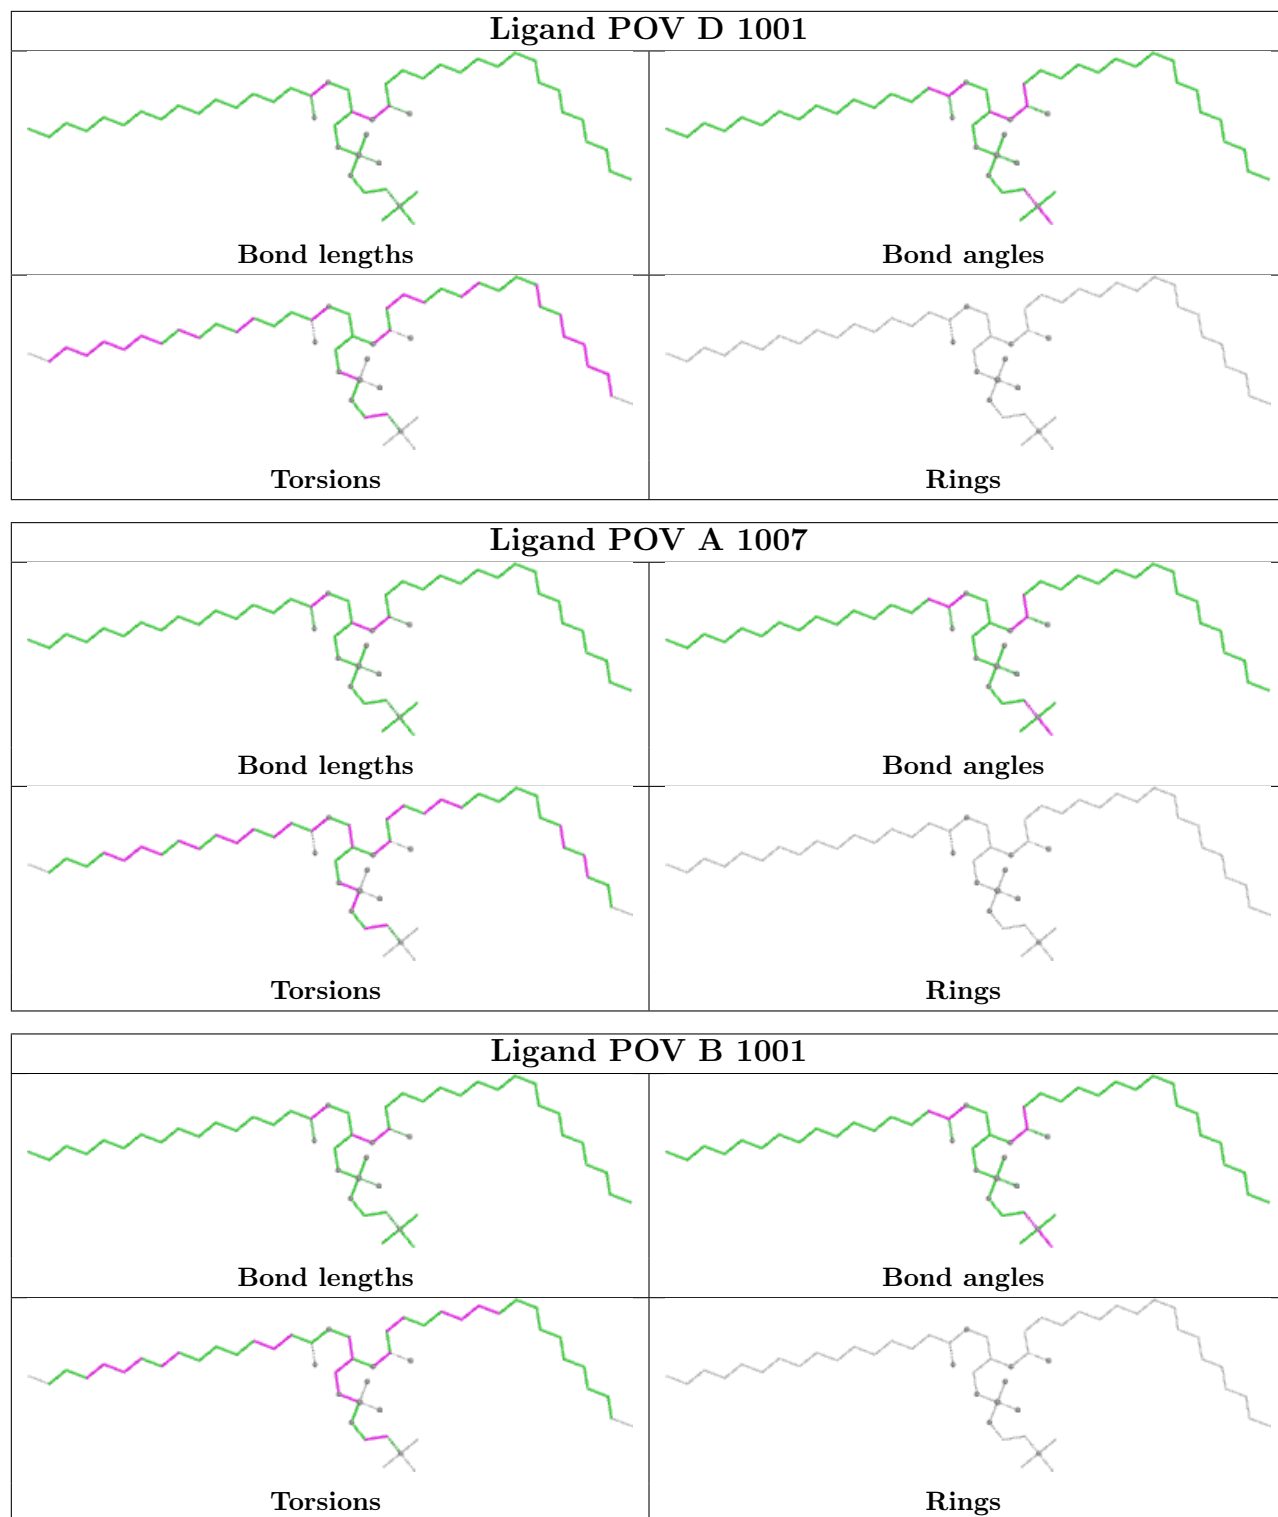 Ligand POV D 1001
Bond lengths
Bond angles
Torsions
Rings
Ligand POV A 1007
Bond lengths
Bond angles
Torsions
Rings
Ligand POV B 1001
Bond lengths
Bond angles
Torsions
Rings